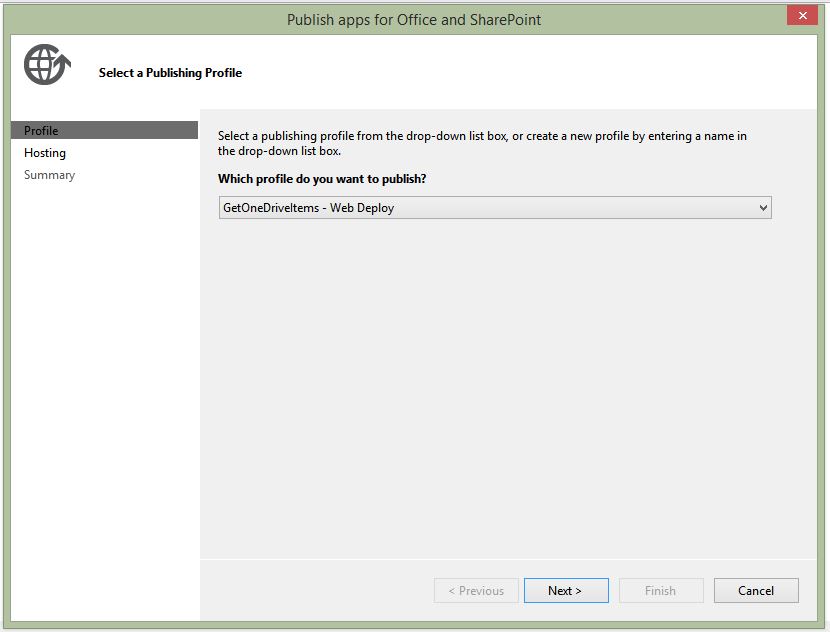 Publish apps for Office and SharePoint
Select a Publishing Profile
Profile
Hosting
Summary
Select a publishing profile from the drop-down list box, or create a new profile by entering a name in
the drop-down list box.
Which profile do you want to publish?
GetOneDriveItems - Web Deploy
< Previous
Next >
Finish
Cancel